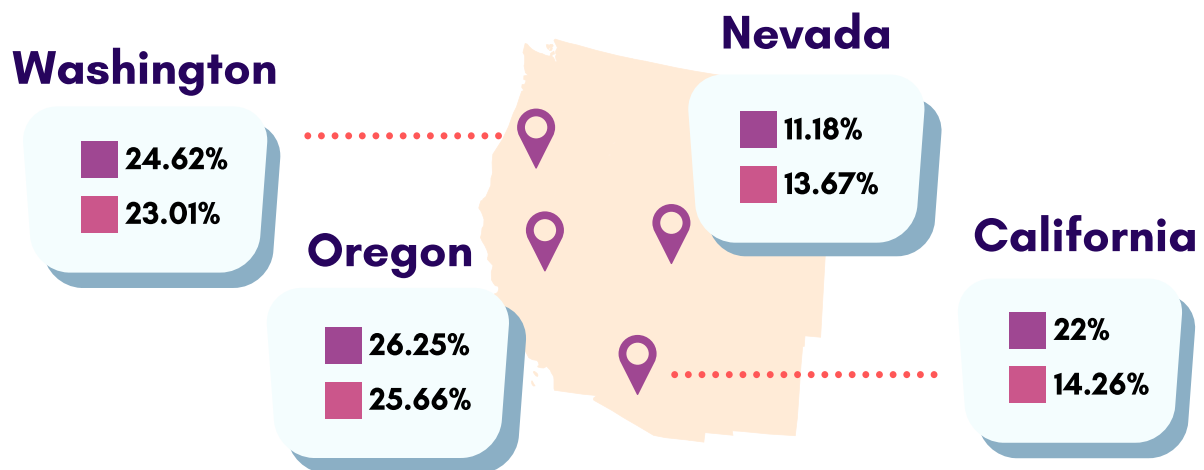 Washington
24.62%
23.01%
Oregon
26.25%
25.66%
Nevada
11.18%
13.67%
California
22%
14.26%